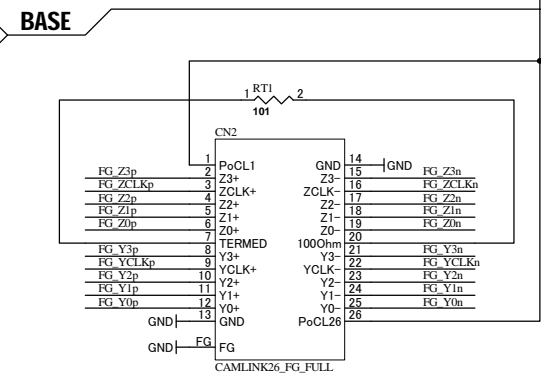 BASE
1 RT1 2
101
CN2
1 PoCL1 GND 14 GND
FG_Z3p 2 Z3+ Z3- 15 FG_Z3n
FG_ZCLKp 3 ZCLK+ ZCLK- 16 FG_ZCLKn
FG_Z2p 4 Z2+ Z2- 17 FG_Z2n
FG_Z1p 5 Z1+ Z1- 18 FG_Z1n
FG_Z0p 6 Z0+ Z0- 19 FG_Z0n
7 TERMED 100Ohm 20
FG_Y3p 8 Y3+ Y3- 21 FG_Y3n
FG_YCLKp 9 YCLK+ YCLK- 22 FG_YCLKn
FG_Y2p 10 Y2+ Y2- 23 FG_Y2n
FG_Y1p 11 Y1+ Y1- 24 FG_Y1n
FG_Y0p 12 Y0+ Y0- 25 FG_Y0n
GND 13 GND PoCL26 26
GND FG FG
CAMLINK26_FG_FULL